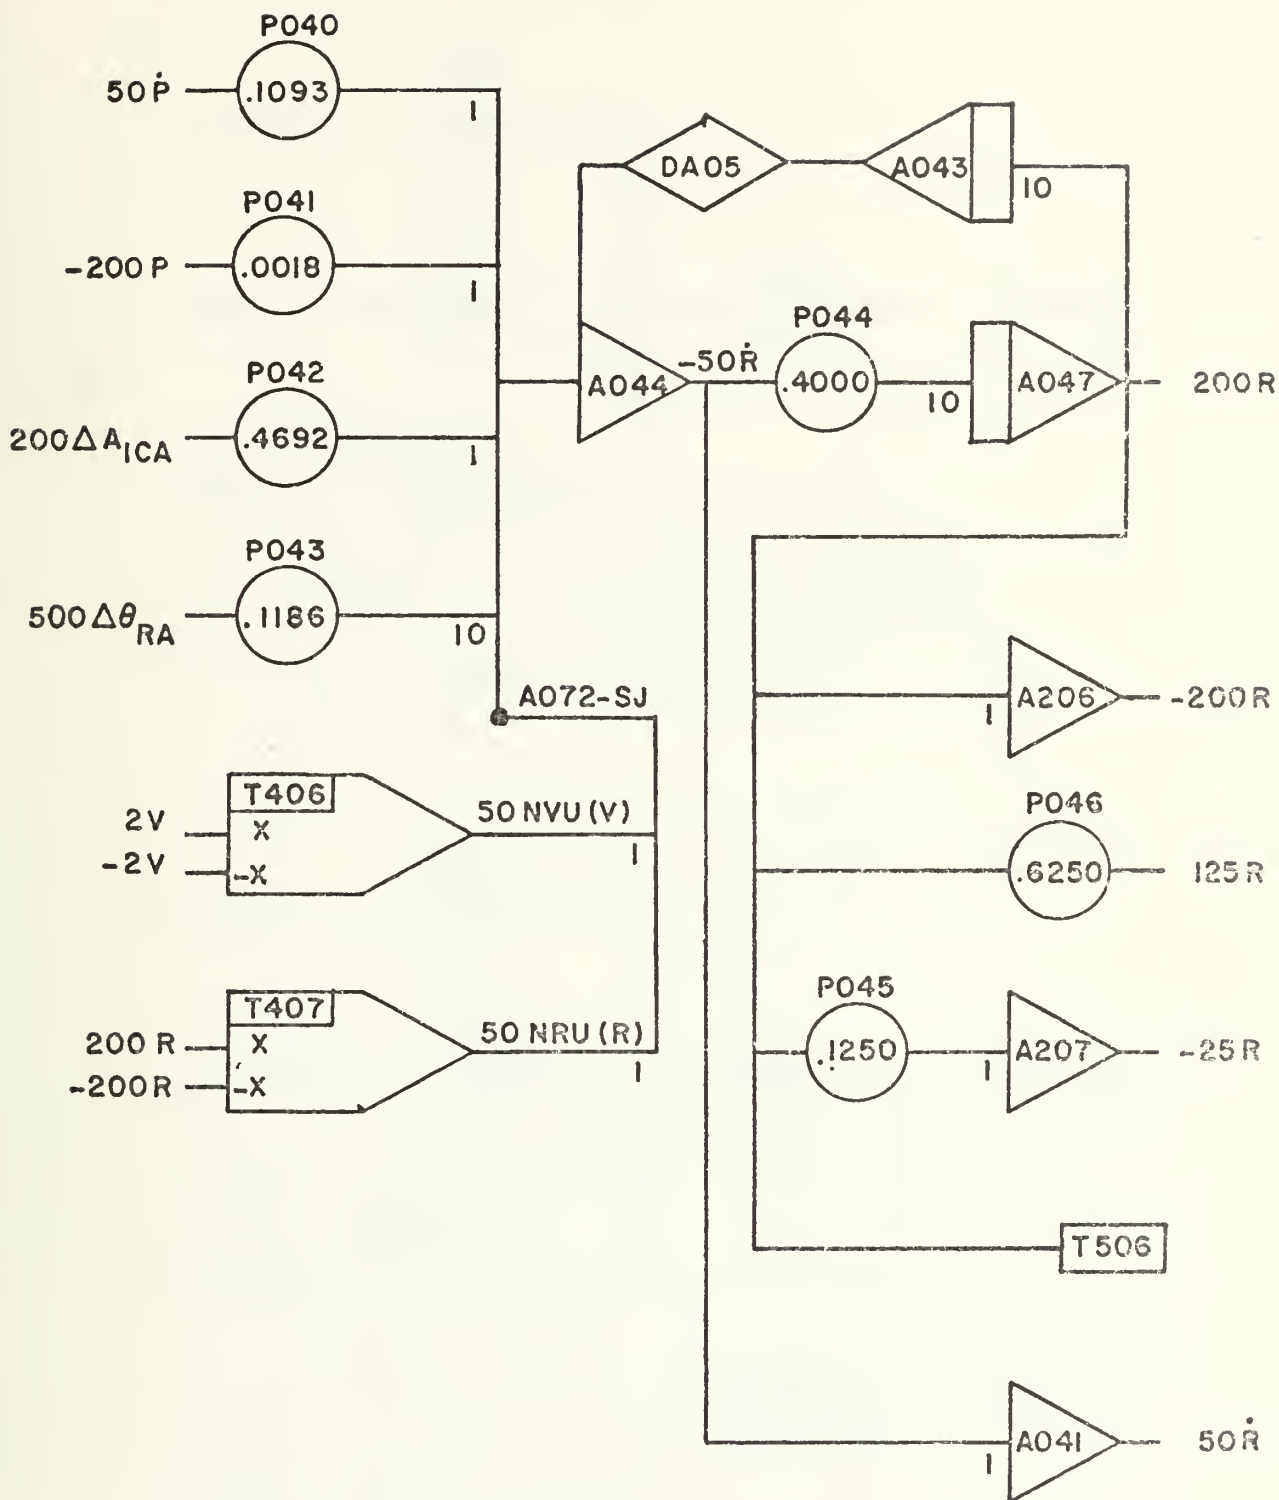 P040
50Ṗ
.1093
1
P041
-200 P
.0018
1
P042
200ΔA_ICA
.4692
1
P043
500Δθ_RA
.1186
10
DA05
A043
10
A044
-50Ṙ
P044
.4000
10
A047
200 R
A072-SJ
T406
2V
X
-2V
-X
50 NVU (V)
1
T407
200 R
X
-200R
-X
50 NRU (R)
1
1
A206
-200R
P046
.6250
125 R
P045
.1250
1
A207
-25R
T506
1
A041
50Ṙ